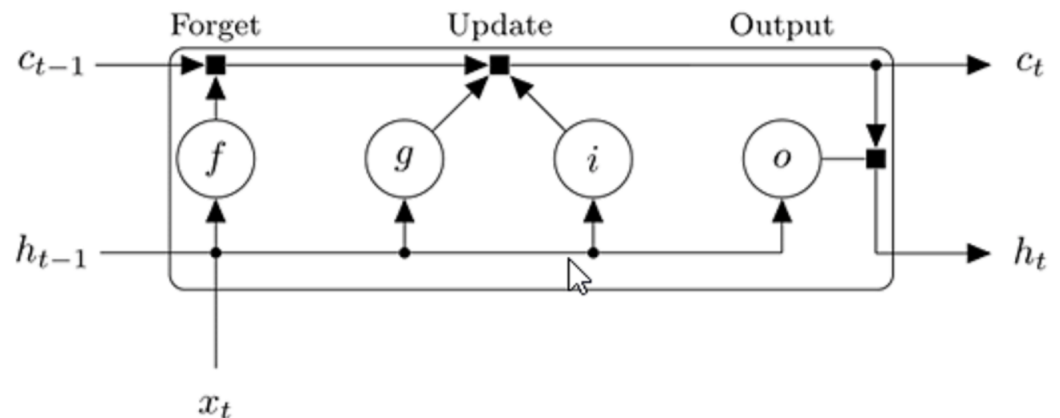 Forget Update Output
c_{t−1} c_t
f g i o
h_{t−1} h_t
x_t